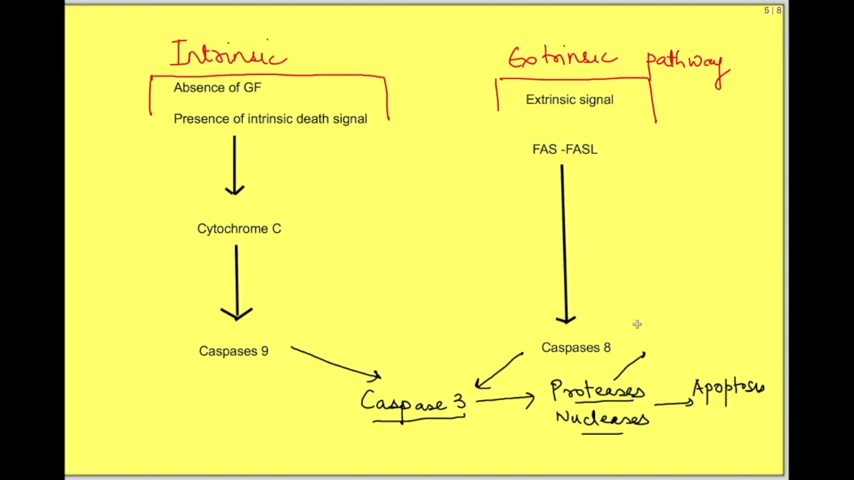 5 | 8
Intrinsic
Extrinsic pathway
Absence of GF
Presence of intrinsic death signal
Extrinsic signal
FAS -FASL
Cytochrome C
Caspases 9
Caspases 8
Caspase 3
Proteases
Nucleases
Apoptosis